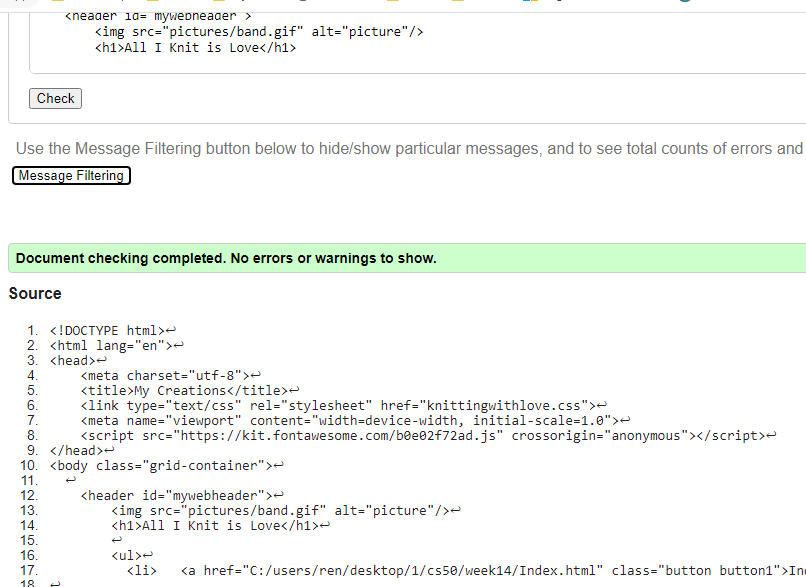 <header id="mywebheader">
<img src="pictures/band.gif" alt="picture"/>
<h1>All I Knit is Love</h1>
Check
Use the Message Filtering button below to hide/show particular messages, and to see total counts of errors and
Message Filtering
Document checking completed. No errors or warnings to show.
Source
1. <!DOCTYPE html>↩
2. <html lang="en">↩
3. <head>↩
4. <meta charset="utf-8">↩
5. <title>My Creations</title>↩
6. <link type="text/css" rel="stylesheet" href="knittingwithlove.css">↩
7. <meta name="viewport" content="width=device-width, initial-scale=1.0">↩
8. <script src="https://kit.fontawesome.com/b0e02f72ad.js" crossorigin="anonymous"></script>↩
9. </head>↩
10. <body class="grid-container">↩
11. ↩
12. <header id="mywebheader">↩
13. <img src="pictures/band.gif" alt="picture"/>↩
14. <h1>All I Knit is Love</h1>↩
15. ↩
16. <ul>↩
17. <li> <a href="C:/users/ren/desktop/1/cs50/week14/Index.html" class="button button1">In
18. ↩